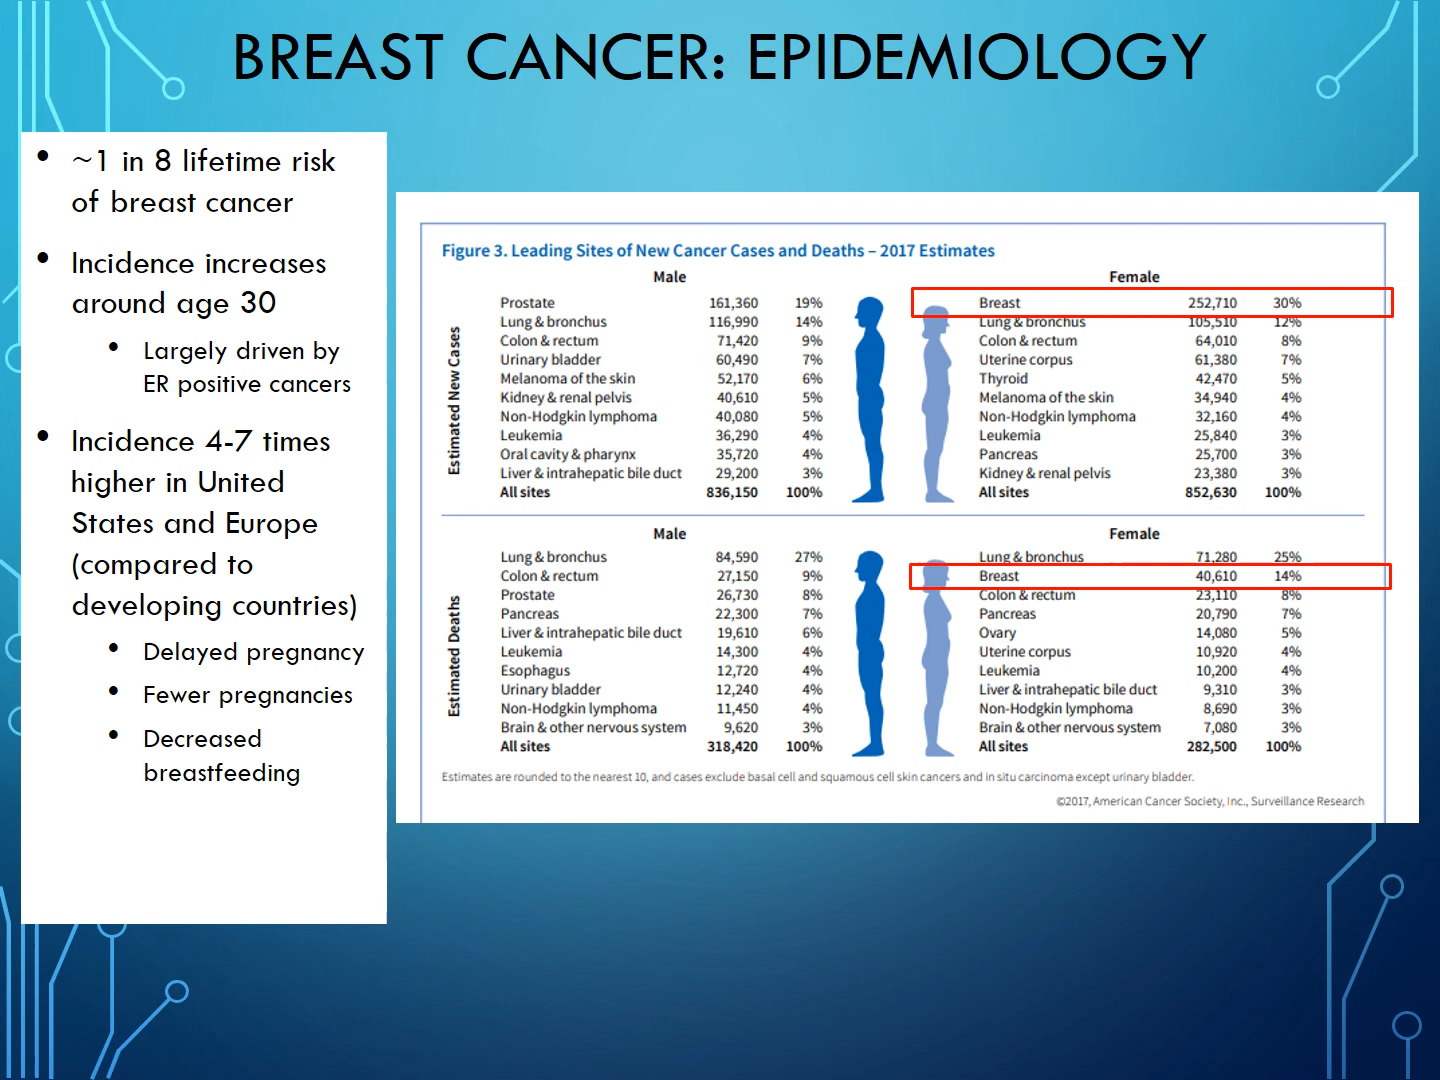 BREAST CANCER: EPIDEMIOLOGY
• ~1 in 8 lifetime risk
of breast cancer
• Incidence increases
around age 30
• Largely driven by
ER positive cancers
• Incidence 4-7 times
higher in United
States and Europe
(compared to
developing countries)
• Delayed pregnancy
• Fewer pregnancies
• Decreased
breastfeeding
Figure 3. Leading Sites of New Cancer Cases and Deaths – 2017 Estimates
Estimated New Cases
Male
Prostate 161,360 19%
Lung & bronchus 116,990 14%
Colon & rectum 71,420 9%
Urinary bladder 60,490 7%
Melanoma of the skin 52,170 6%
Kidney & renal pelvis 40,610 5%
Non-Hodgkin lymphoma 40,080 5%
Leukemia 36,290 4%
Oral cavity & pharynx 35,720 4%
Liver & intrahepatic bile duct 29,200 3%
All sites 836,150 100%
Female
Breast 252,710 30%
Lung & bronchus 105,510 12%
Colon & rectum 64,010 8%
Uterine corpus 61,380 7%
Thyroid 42,470 5%
Melanoma of the skin 34,940 4%
Non-Hodgkin lymphoma 32,160 4%
Leukemia 25,840 3%
Pancreas 25,700 3%
Kidney & renal pelvis 23,380 3%
All sites 852,630 100%
Estimated Deaths
Male
Lung & bronchus 84,590 27%
Colon & rectum 27,150 9%
Prostate 26,730 8%
Pancreas 22,300 7%
Liver & intrahepatic bile duct 19,610 6%
Leukemia 14,300 4%
Esophagus 12,720 4%
Urinary bladder 12,240 4%
Non-Hodgkin lymphoma 11,450 4%
Brain & other nervous system 9,620 3%
All sites 318,420 100%
Female
Lung & bronchus 71,280 25%
Breast 40,610 14%
Colon & rectum 23,110 8%
Pancreas 20,790 7%
Ovary 14,080 5%
Uterine corpus 10,920 4%
Leukemia 10,200 4%
Liver & intrahepatic bile duct 9,310 3%
Non-Hodgkin lymphoma 8,690 3%
Brain & other nervous system 7,080 3%
All sites 282,500 100%
Estimates are rounded to the nearest 10, and cases exclude basal cell and squamous cell skin cancers and in situ carcinoma except urinary bladder.
©2017, American Cancer Society, Inc., Surveillance Research